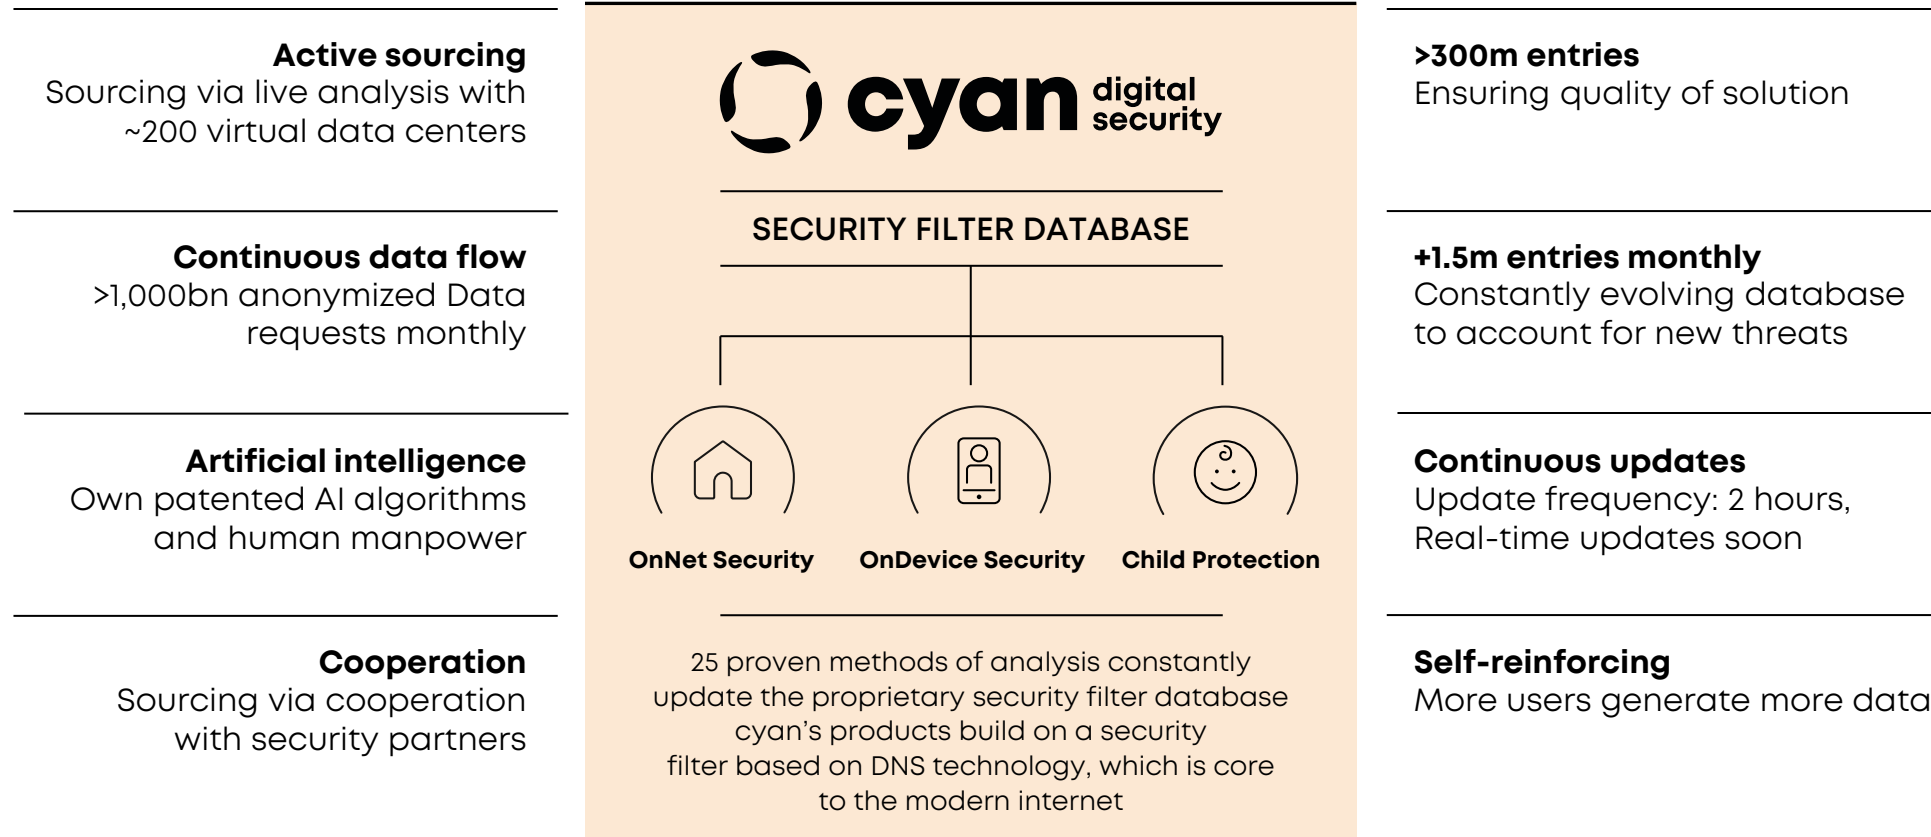 Active sourcing
Sourcing via live analysis with
~200 virtual data centers
Continuous data flow
>1,000bn anonymized Data
requests monthly
Artificial intelligence
Own patented AI algorithms
and human manpower
Cooperation
Sourcing via cooperation
with security partners
cyan digital
security
SECURITY FILTER DATABASE
OnNet Security
OnDevice Security
Child Protection
25 proven methods of analysis constantly
update the proprietary security filter database
cyan's products build on a security
filter based on DNS technology, which is core
to the modern internet
>300m entries
Ensuring quality of solution
+1.5m entries monthly
Constantly evolving database
to account for new threats
Continuous updates
Update frequency: 2 hours,
Real-time updates soon
Self-reinforcing
More users generate more data